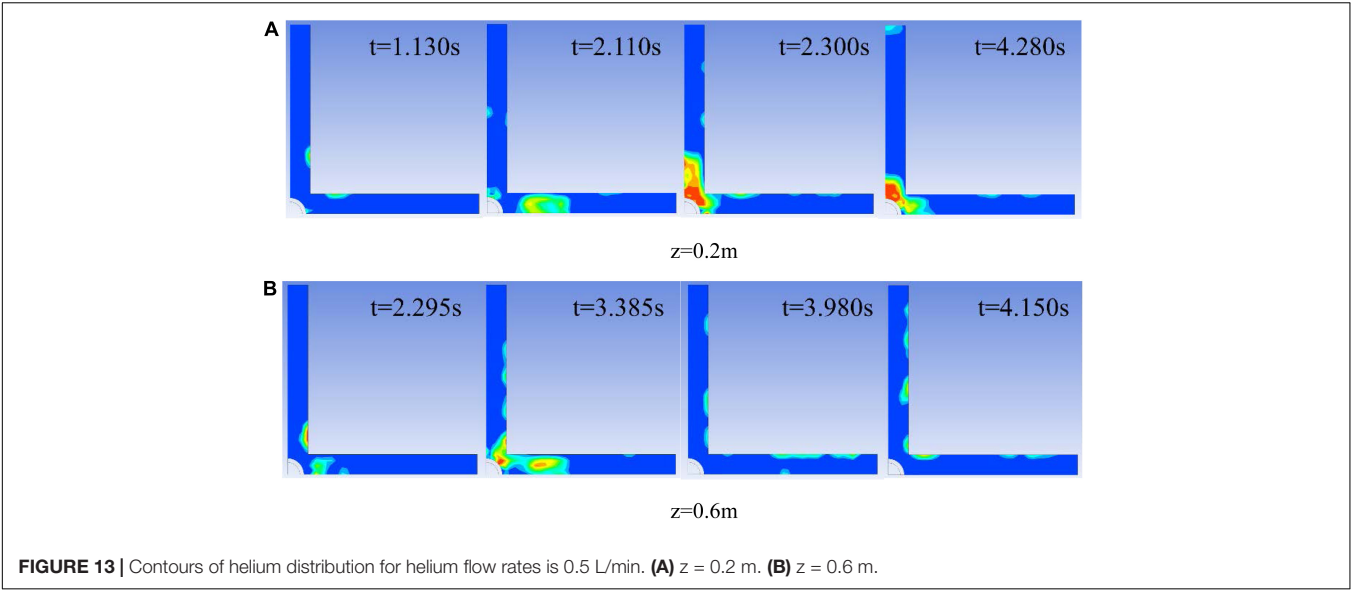 A
t=1.130s
t=2.110s
t=2.300s
t=4.280s
z=0.2m
B
t=2.295s
t=3.385s
t=3.980s
t=4.150s
z=0.6m
FIGURE 13 | Contours of helium distribution for helium flow rates is 0.5 L/min. (A) z = 0.2 m. (B) z = 0.6 m.